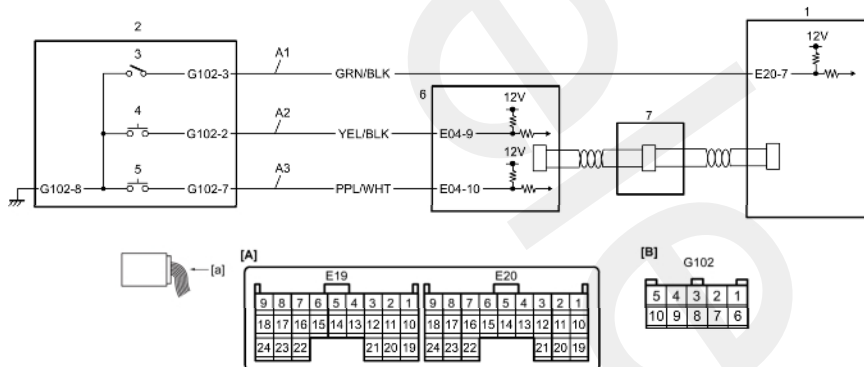 1
2
12V
3 A1
G102-3 GRN/BLK E20-7
6
4 A2 12V 7
G102-2 YEL/BLK E04-9
5 A3 12V
G102-8 G102-7 PPL/WHT E04-10
[a]
[A]
E19 E20
9 8 7 6 5 4 3 2 1 9 8 7 6 5 4 3 2 1
18 17 16 15 14 13 12 11 10 18 17 16 15 14 13 12 11 10
24 23 22 21 20 19 24 23 22 21 20 19
[B]
G102
5 4 3 2 1
10 9 8 7 6